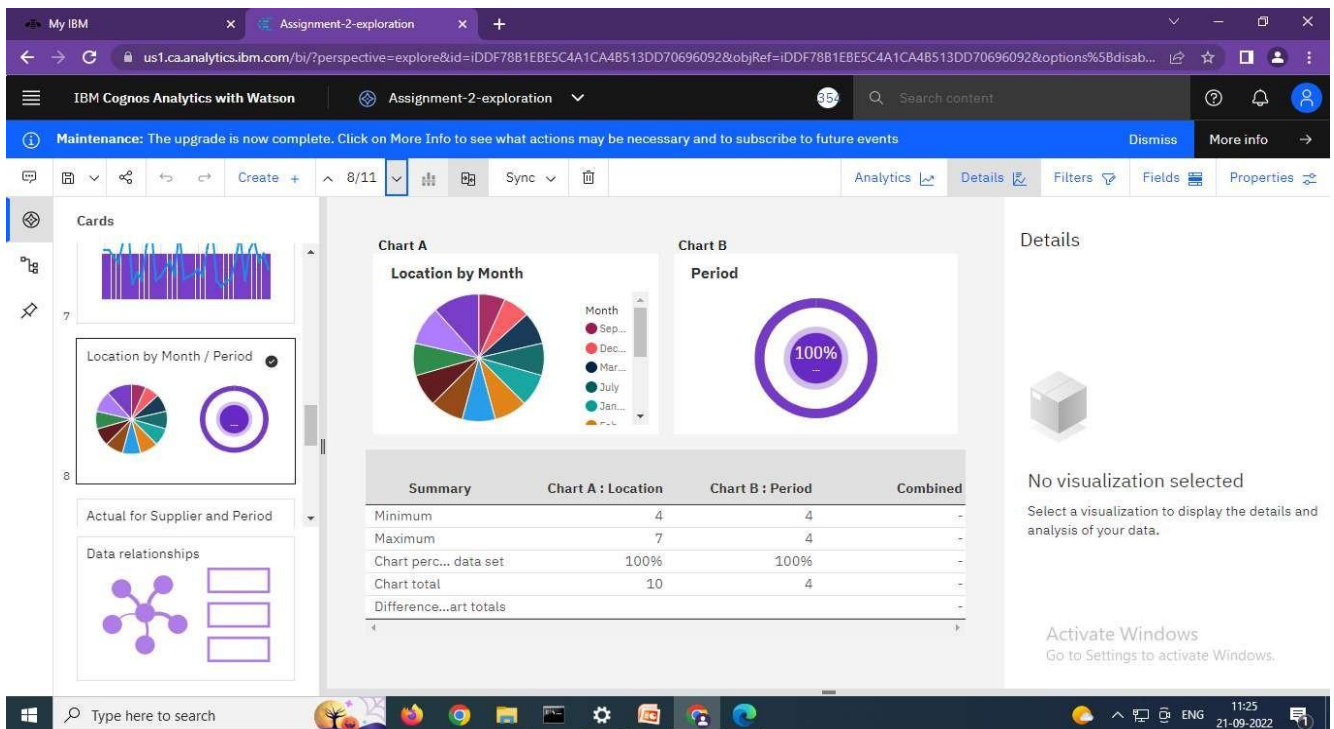 My IBM
Assignment-2-exploration
us1.ca.analytics.ibm.com/bi/?perspective=explore&id=iDDF78B1EBE5C4A1CA4B513DD70696092&objRef=iDDF78B1EBE5C4A1CA4B513DD70696092&options%5Bdisab...
IBM Cognos Analytics with Watson
Assignment-2-exploration
354
Search content
Maintenance: The upgrade is now complete. Click on More Info to see what actions may be necessary and to subscribe to future events
Dismiss
More info
Create +
8/11
Sync
Analytics
Details
Filters
Fields
Properties
Cards
7
Location by Month / Period
8
Actual for Supplier and Period
Data relationships
Chart A
Location by Month
Month
Sep...
Dec...
Mar...
July
Jan...
Chart B
Period
100%
...
Summary Chart A : Location Chart B : Period Combined
Minimum 4 4 -
Maximum 7 4 -
Chart perc... data set 100% 100% -
Chart total 10 4 -
Difference...art totals -
Details
No visualization selected
Select a visualization to display the details and
analysis of your data.
Activate Windows
Go to Settings to activate Windows.
Type here to search
ENG
11:25
21-09-2022